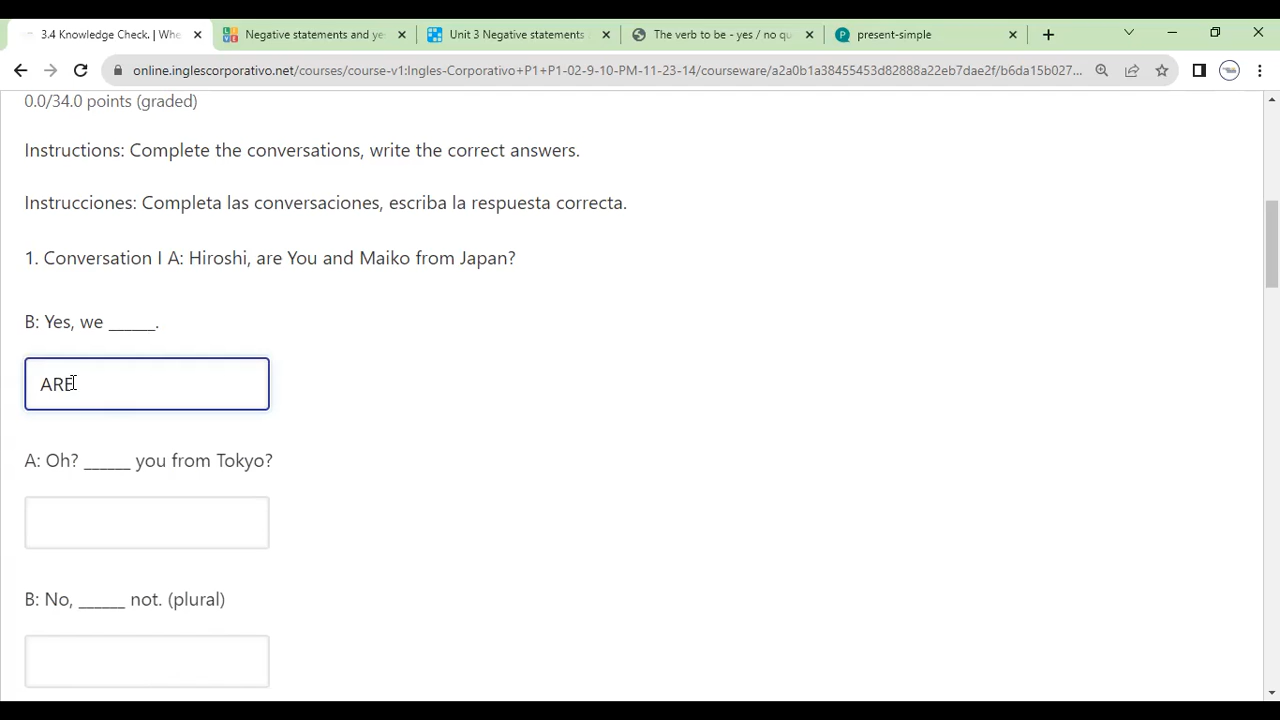 3.4 Knowledge Check. | Whe
Negative statements and ye
Unit 3 Negative statements
The verb to be - yes / no qu
present-simple
online.inglescorporativo.net/courses/course-v1:Ingles-Corporativo+P1+P1-02-9-10-PM-11-23-14/courseware/a2a0b1a38455453d82888a22eb7dae2f/b6da15b027...
0.0/34.0 points (graded)
Instructions: Complete the conversations, write the correct answers.
Instrucciones: Completa las conversaciones, escriba la respuesta correcta.
1. Conversation I A: Hiroshi, are You and Maiko from Japan?
B: Yes, we ______.
ARE
A: Oh? ______ you from Tokyo?
B: No, ______ not. (plural)